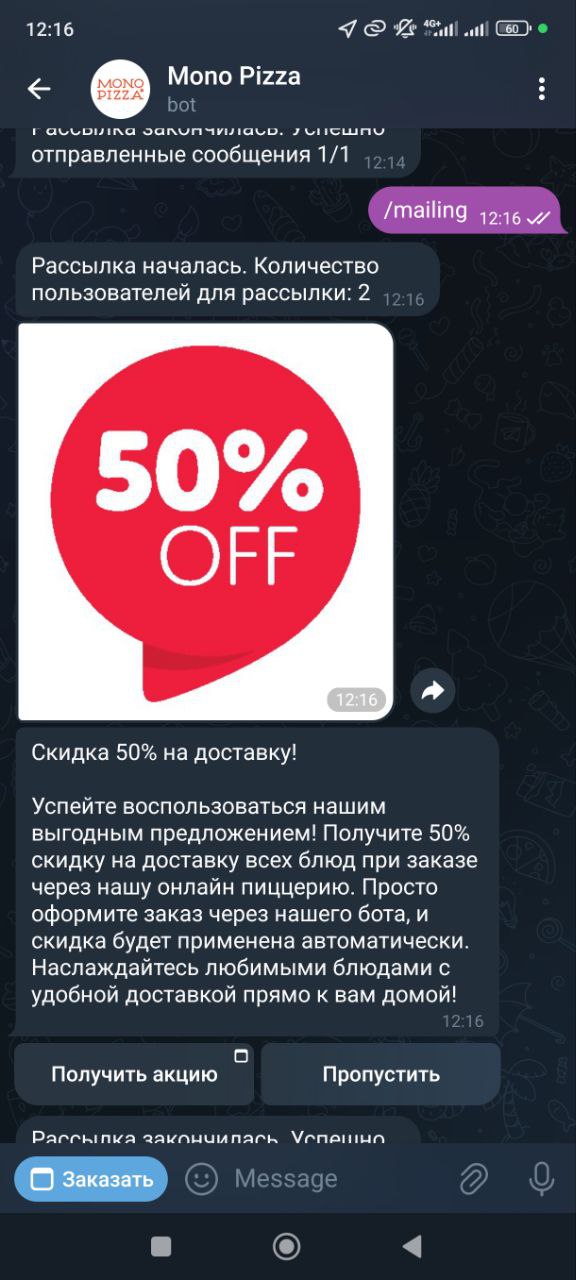 12:16
4G+
60
MONO
PIZZA
Mono Pizza
bot
Рассылка закончилась. Успешно
отправленные сообщения 1/1 12:14
/mailing 12:16
Рассылка началась. Количество
пользователей для рассылки: 2 12:16
50%
OFF
12:16
Скидка 50% на доставку!
Успейте воспользоваться нашим
выгодным предложением! Получите 50%
скидку на доставку всех блюд при заказе
через нашу онлайн пиццерию. Просто
оформите заказ через нашего бота, и
скидка будет применена автоматически.
Наслаждайтесь любимыми блюдами с
удобной доставкой прямо к вам домой!
12:16
Получить акцию Пропустить
Рассылка закончилась. Успешно
Заказать Message